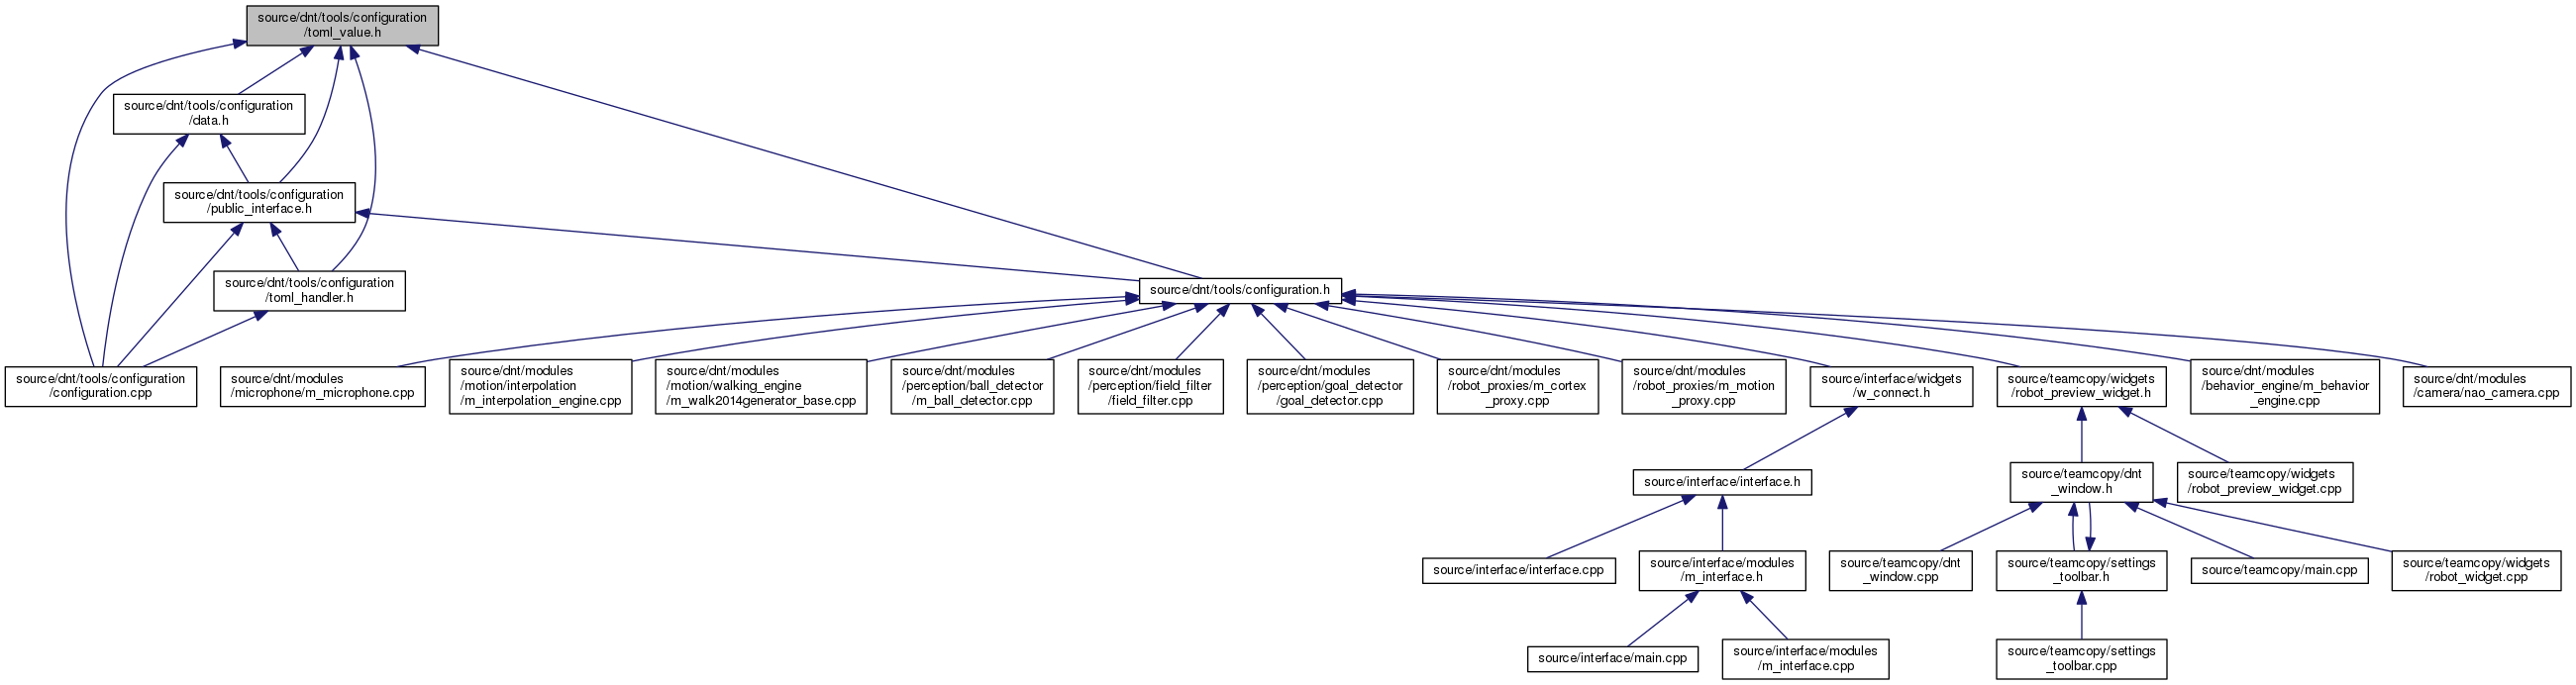 source/dnt/tools/configuration
/toml_value.h
source/dnt/tools/configuration
/data.h
source/dnt/tools/configuration
/public_interface.h
source/dnt/tools/configuration
/toml_handler.h
source/dnt/tools/configuration.h
source/dnt/tools/configuration
/configuration.cpp
source/dnt/modules
/microphone/m_microphone.cpp
source/dnt/modules
/motion/interpolation
/m_interpolation_engine.cpp
source/dnt/modules
/motion/walking_engine
/m_walk2014generator_base.cpp
source/dnt/modules
/perception/ball_detector
/m_ball_detector.cpp
source/dnt/modules
/perception/field_filter
/field_filter.cpp
source/dnt/modules
/perception/goal_detector
/goal_detector.cpp
source/dnt/modules
/robot_proxies/m_cortex
_proxy.cpp
source/dnt/modules
/robot_proxies/m_motion
_proxy.cpp
source/interface/widgets
/w_connect.h
source/teamcopy/widgets
/robot_preview_widget.h
source/dnt/modules
/behavior_engine/m_behavior
_engine.cpp
source/dnt/modules
/camera/nao_camera.cpp
source/interface/interface.h
source/teamcopy/dnt
_window.h
source/teamcopy/widgets
/robot_preview_widget.cpp
source/interface/interface.cpp
source/interface/modules
/m_interface.h
source/teamcopy/dnt
_window.cpp
source/teamcopy/settings
_toolbar.h
source/teamcopy/main.cpp
source/teamcopy/widgets
/robot_widget.cpp
source/interface/main.cpp
source/interface/modules
/m_interface.cpp
source/teamcopy/settings
_toolbar.cpp